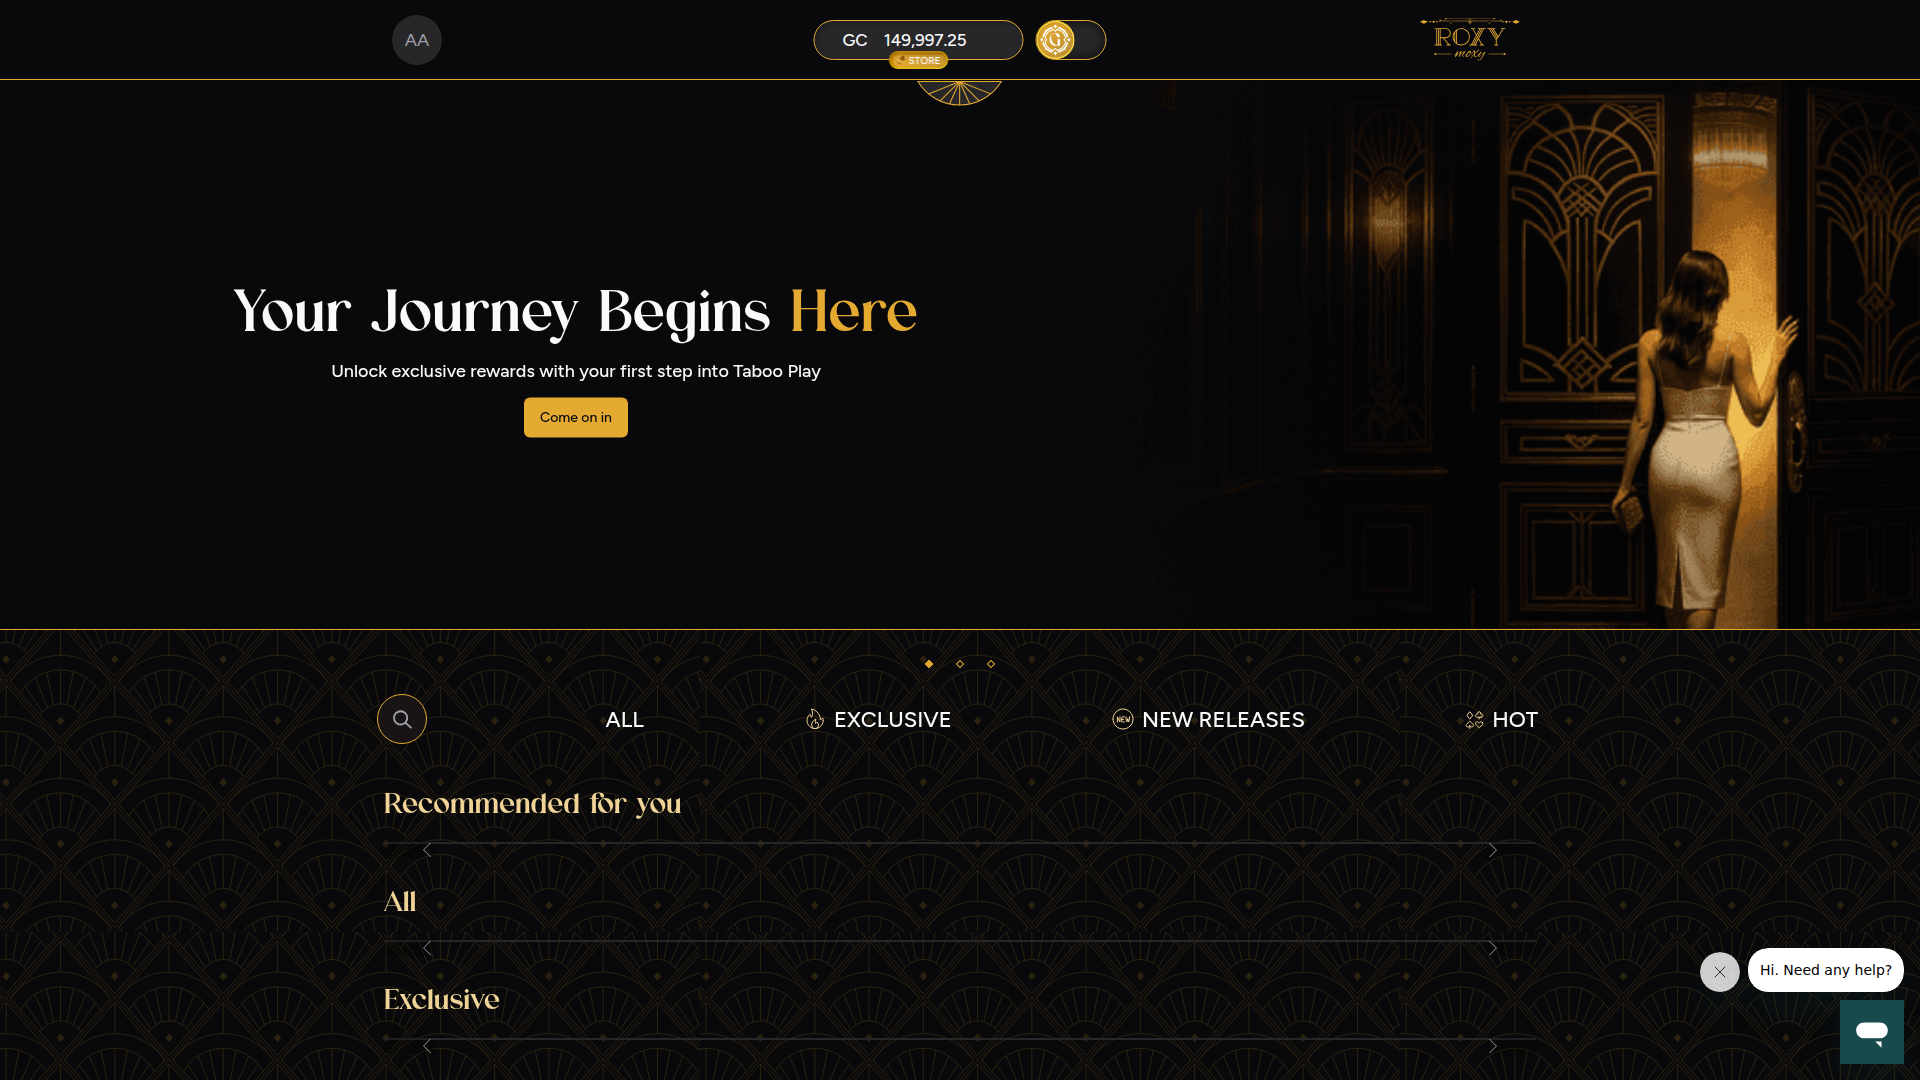 AA
GC 149,997.25
STORE
G
ROXY
moxy
Your Journey Begins Here
Unlock exclusive rewards with your first step into Taboo Play
Come on in
ALL
EXCLUSIVE
NEW
NEW RELEASES
HOT
Recommended for you
All
Exclusive
Hi. Need any help?